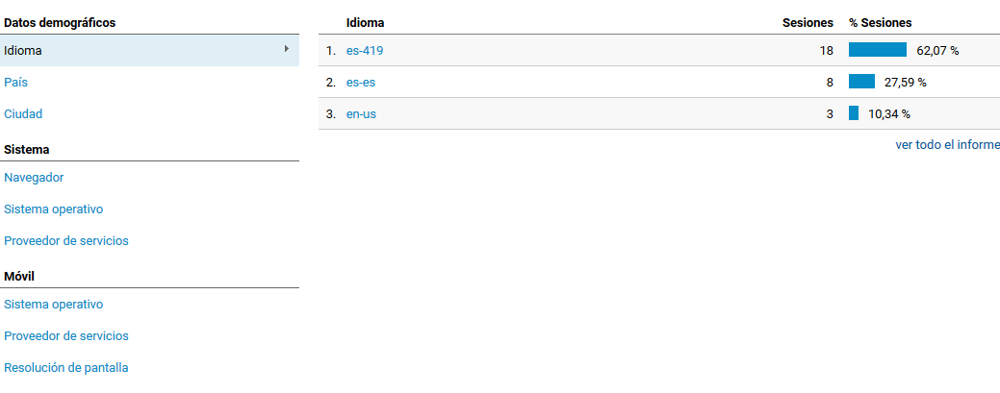 Datos demográficos
Idioma
País
Ciudad
Sistema
Navegador
Sistema operativo
Proveedor de servicios
Móvil
Sistema operativo
Proveedor de servicios
Resolución de pantalla
Idioma Sesiones % Sesiones
1. es-419 18 62,07 %
2. es-es 8 27,59 %
3. en-us 3 10,34 %
ver todo el informe